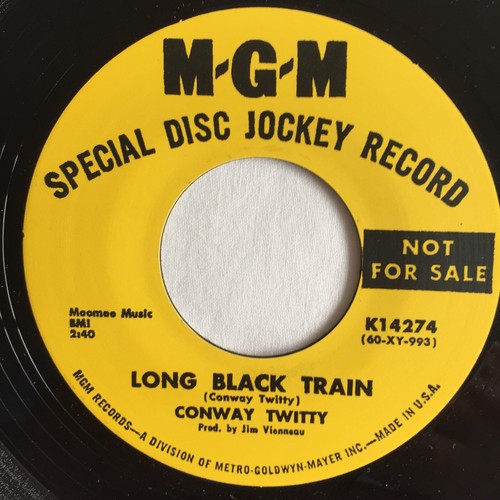 M-G-M
SPECIAL DISC JOCKEY RECORD
NOT
FOR SALE
Moomee Music
BMI
2:40
K14274
(60-XY-993)
LONG BLACK TRAIN
(Conway Twitty)
CONWAY TWITTY
Prod. by Jim Vienneau
MGM RECORDS—A DIVISION OF METRO-GOLDWYN-MAYER INC.—MADE IN U.S.A.